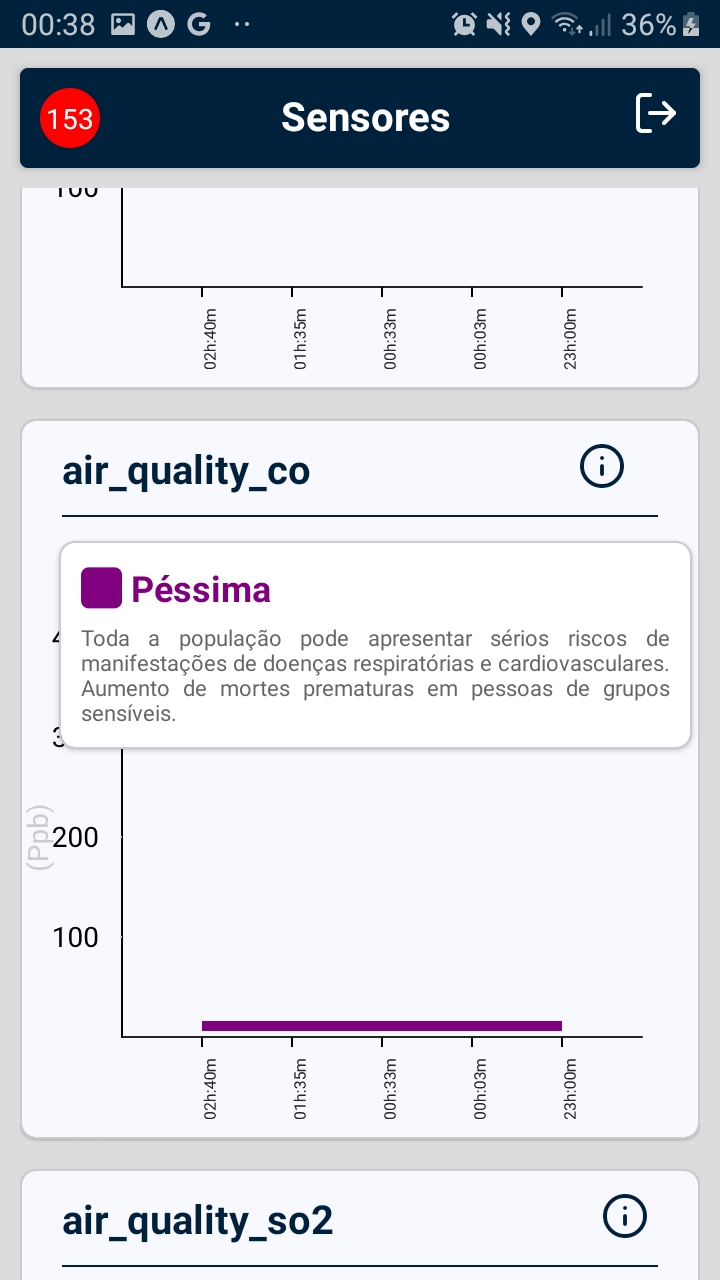 00:38 G 36%
153 Sensores
100
02h:40m 01h:35m 00h:33m 00h:03m 23h:00m
air_quality_co
Péssima
Toda a população pode apresentar sérios riscos de
manifestações de doenças respiratórias e cardiovasculares.
Aumento de mortes prematuras em pessoas de grupos
sensíveis.
(Ppb)
200
100
02h:40m 01h:35m 00h:33m 00h:03m 23h:00m
air_quality_so2